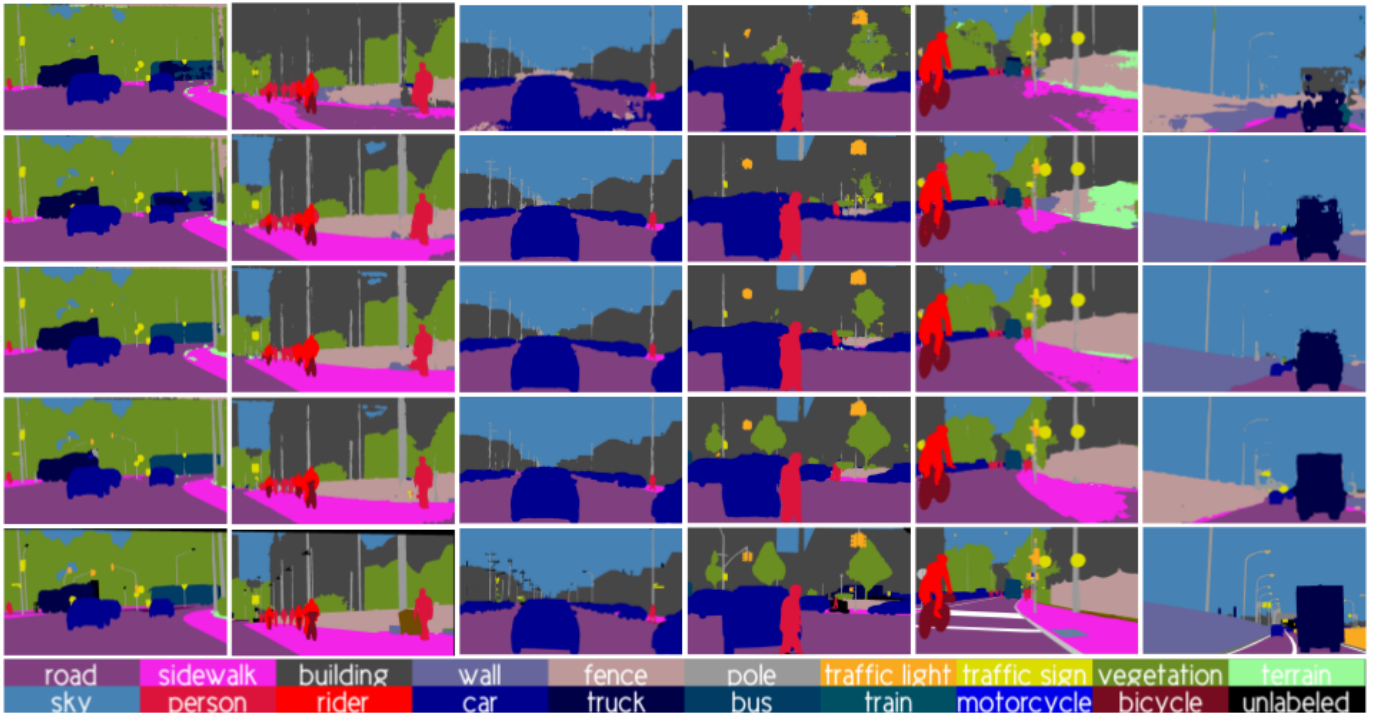 road sidewalk building wall fence pole traffic light traffic sign vegetation terrain
sky person rider car truck bus train motorcycle bicycle unlabeled